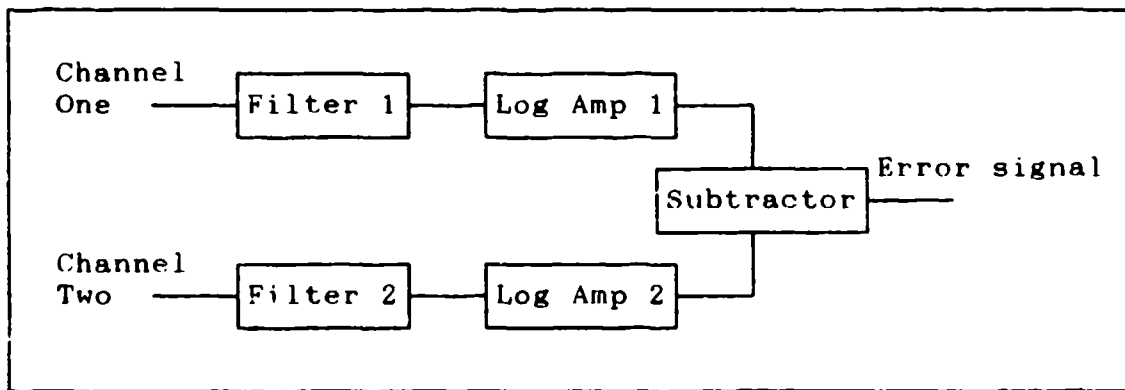 Channel
One
Filter 1
Log Amp 1
Error signal
Subtractor
Channel
Two
Filter 2
Log Amp 2